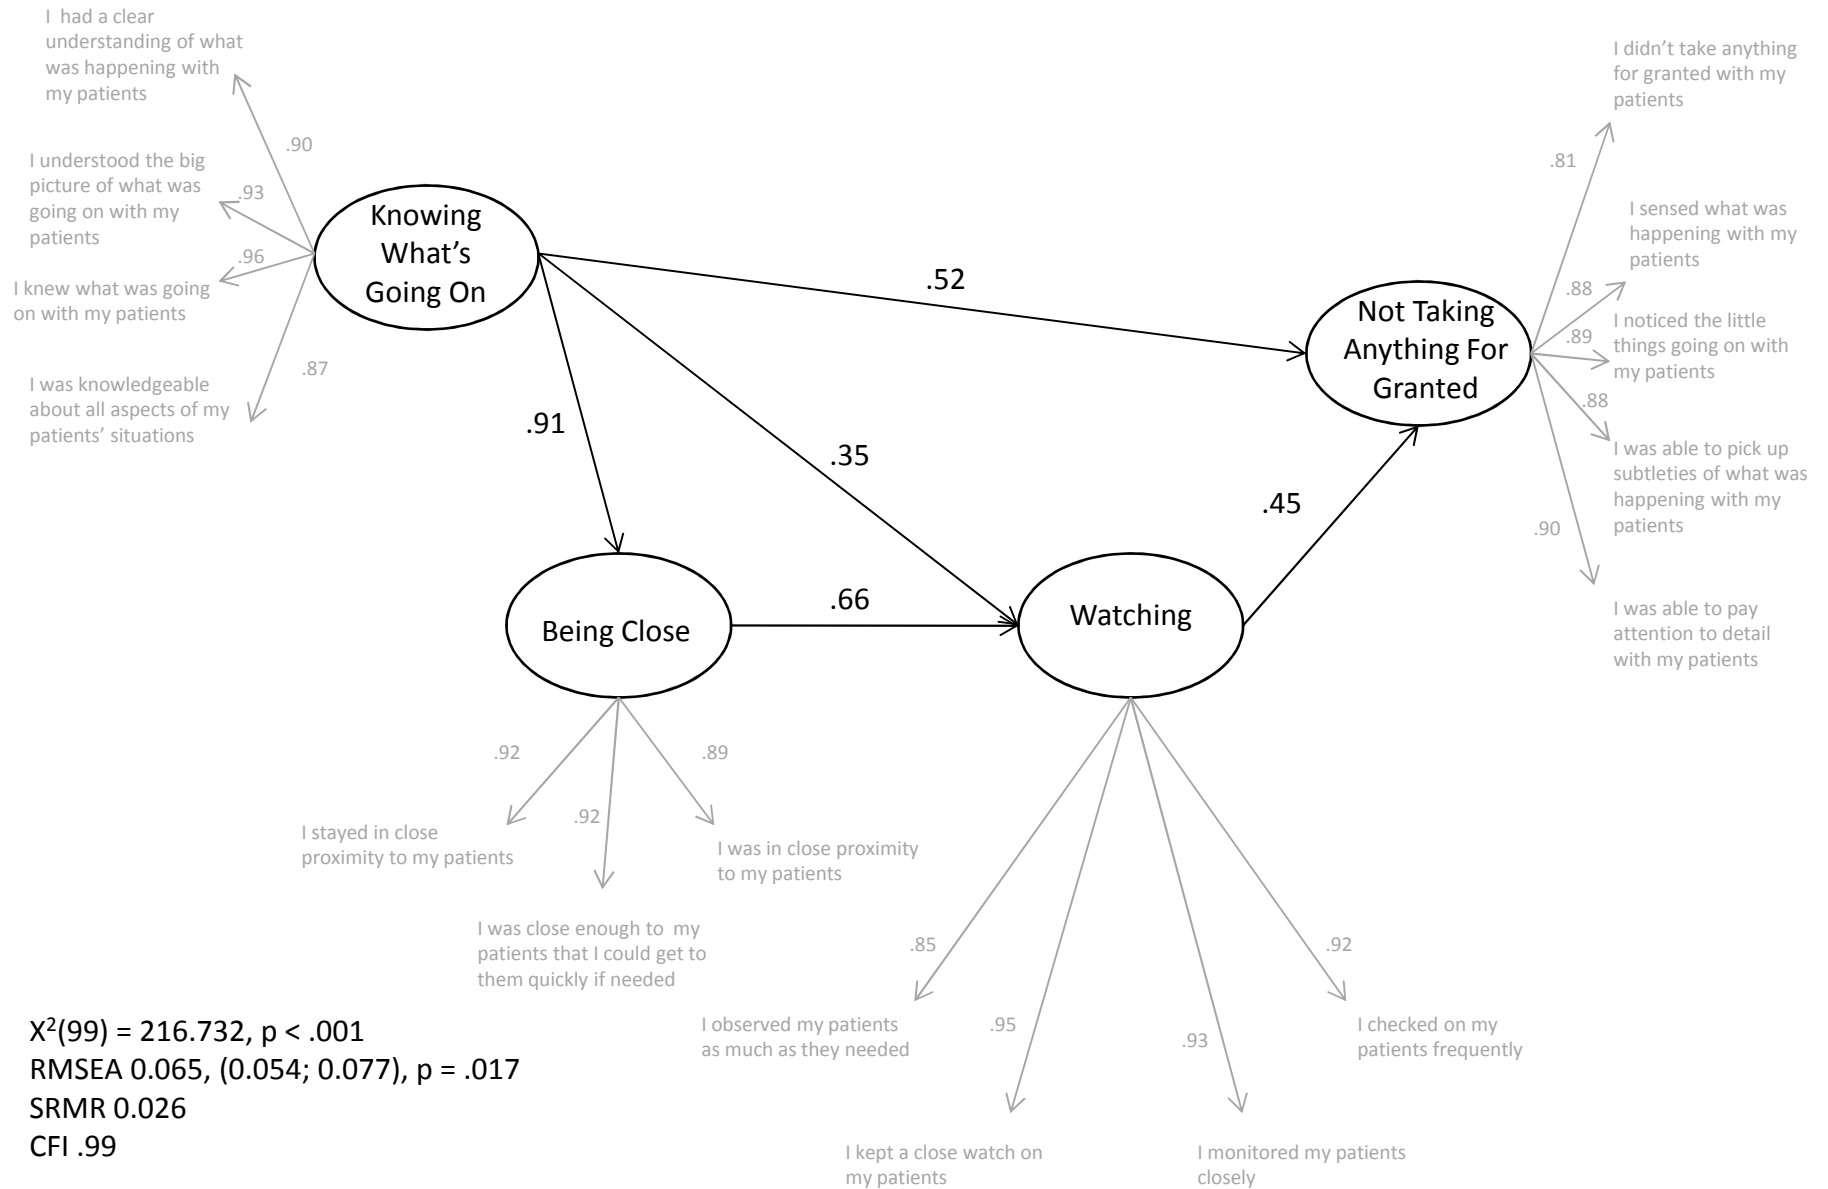 I had a clear
understanding of what
was happening with
my patients
.90
I understood the big
picture of what was
going on with my
patients
.93
I knew what was going
on with my patients
.96
I was knowledgeable
about all aspects of my
patients' situations
.87
Knowing
What's
Going On
.52
.91
.35
Not Taking
Anything For
Granted
I didn't take anything
for granted with my
patients
.81
I sensed what was
happening with my
patients
.88
I noticed the little
things going on with
my patients
.89
I was able to pick up
subtleties of what was
happening with my
patients
.88
I was able to pay
attention to detail
with my patients
.90
.45
Being Close
.66
Watching
.92
I stayed in close
proximity to my patients
.92
I was close enough to my
patients that I could get to
them quickly if needed
.89
I was in close proximity
to my patients
.85
I observed my patients
as much as they needed
.95
I kept a close watch on
my patients
.93
I monitored my patients
closely
.92
I checked on my
patients frequently
X²(99) = 216.732, p < .001
RMSEA 0.065, (0.054; 0.077), p = .017
SRMR 0.026
CFI .99